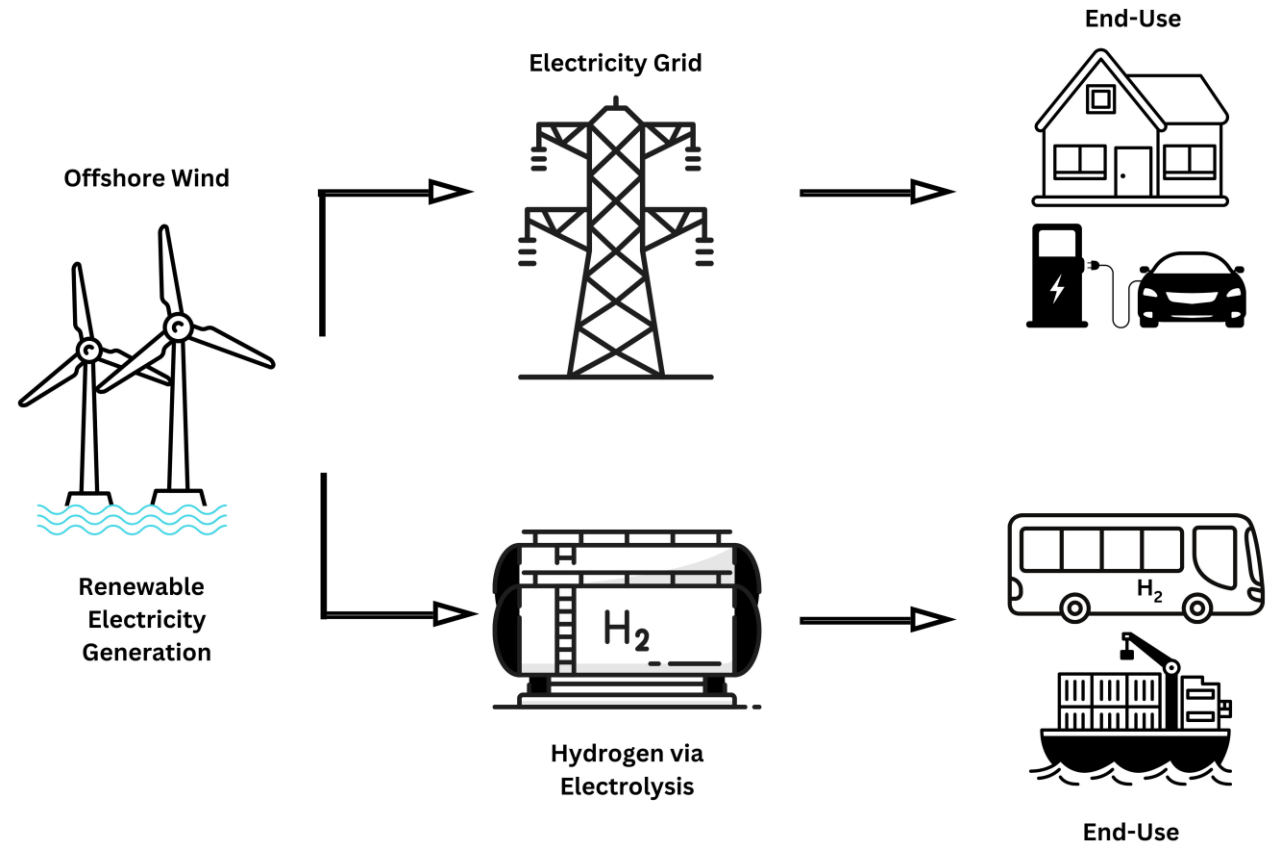 End-Use
Electricity Grid
Offshore Wind
Renewable
Electricity
Generation
H₂
H₂
Hydrogen via
Electrolysis
End-Use